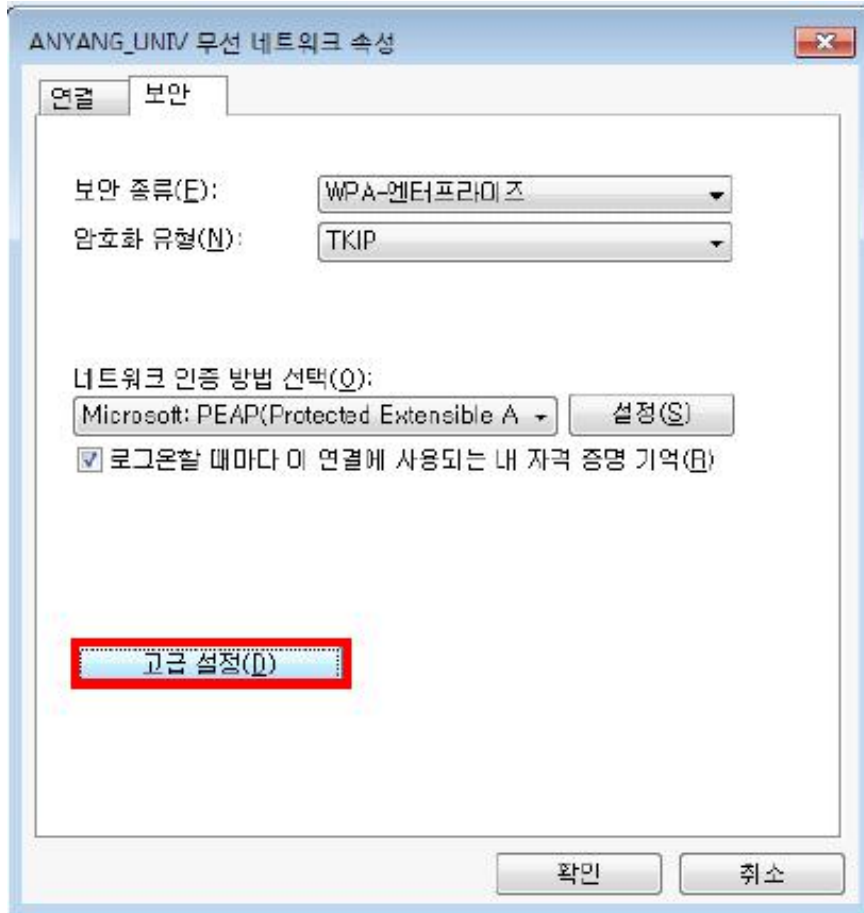 ANYANG_UNIV 무선 네트워크 속성
연결 보안
보안 종류(E): WPA-엔터프라이즈
암호화 유형(N): TKIP
네트워크 인증 방법 선택(O):
Microsoft: PEAP(Protected Extensible A 설정(S)
로그온할 때마다 이 연결에 사용되는 내 자격 증명 기억(R)
고급 설정(D)
확인 취소